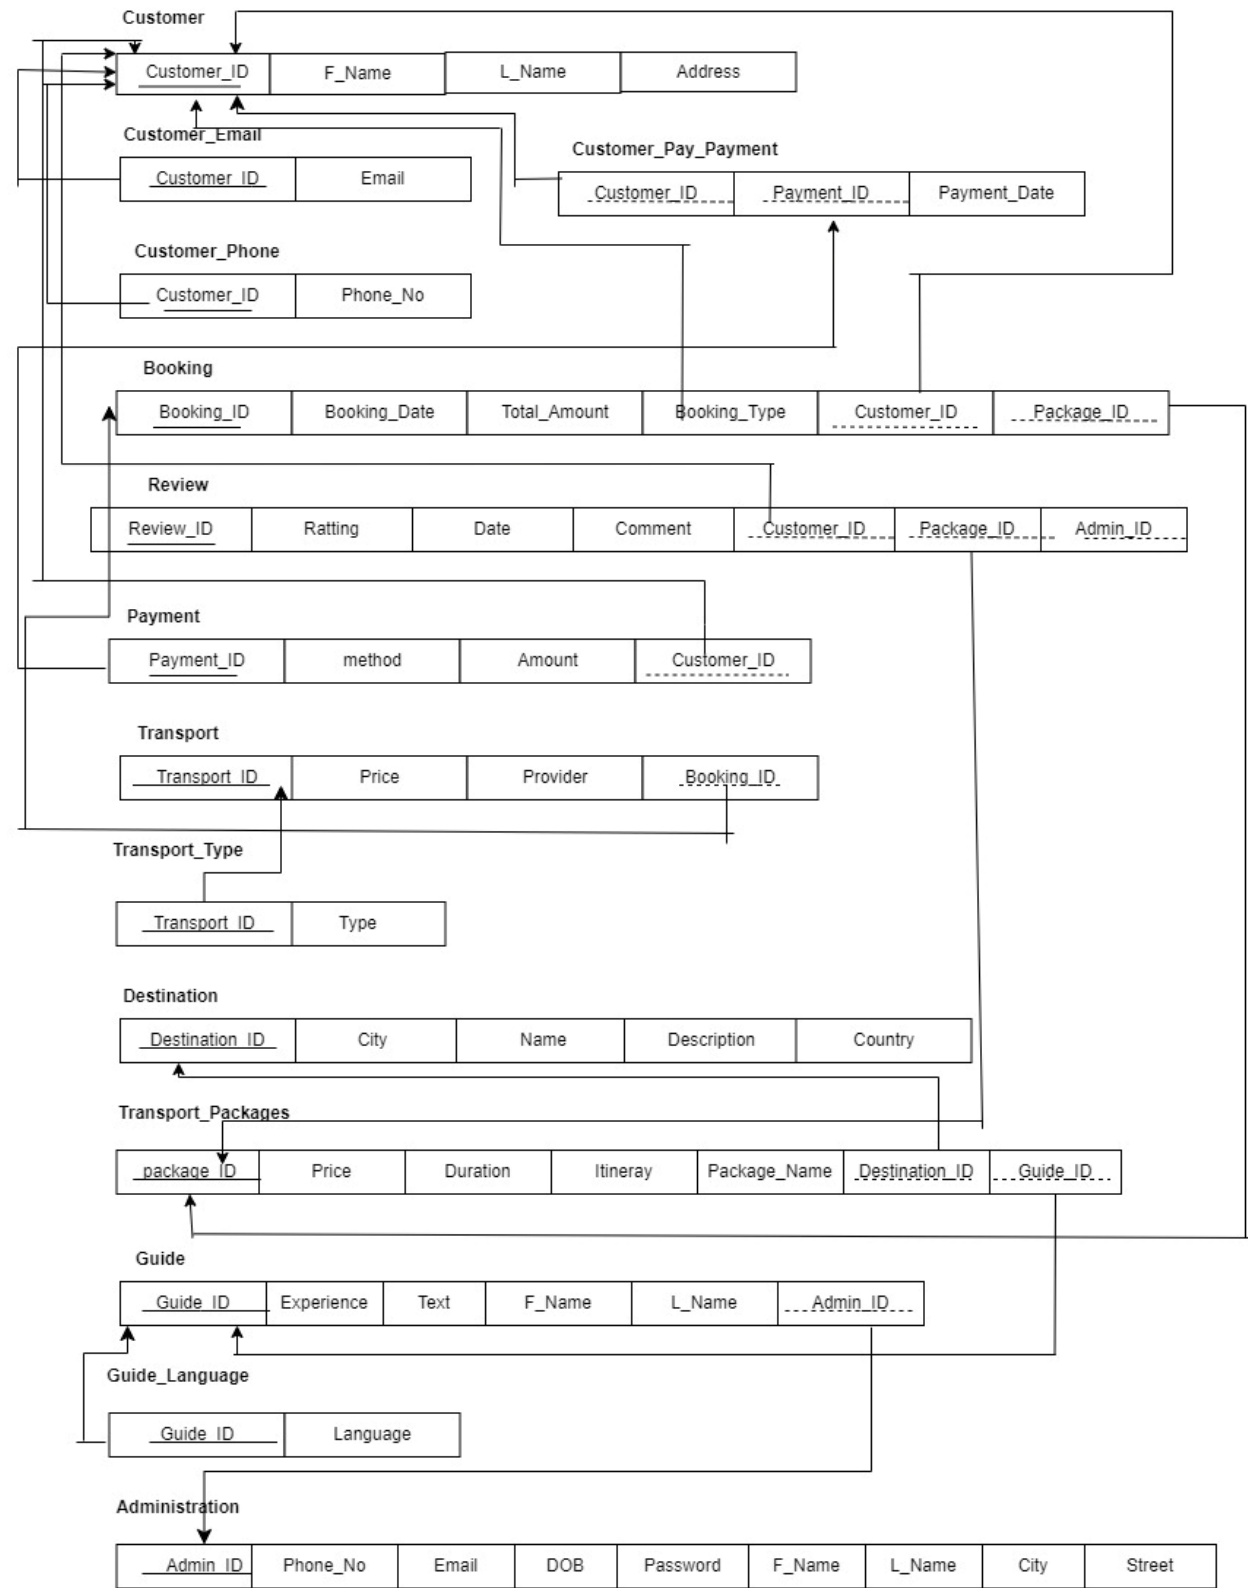 Customer
Customer_ID F_Name L_Name Address
Customer_Email
Customer_ID Email
Customer_Pay_Payment
Customer_ID Payment_ID Payment_Date
Customer_Phone
Customer_ID Phone_No
Booking
Booking_ID Booking_Date Total_Amount Booking_Type Customer_ID Package_ID
Review
Review_ID Ratting Date Comment Customer_ID Package_ID Admin_ID
Payment
Payment_ID method Amount Customer_ID
Transport
Transport_ID Price Provider Booking_ID
Transport_Type
Transport_ID Type
Destination
Destination_ID City Name Description Country
Transport_Packages
package_ID Price Duration Itineray Package_Name Destination_ID Guide_ID
Guide
Guide_ID Experience Text F_Name L_Name Admin_ID
Guide_Language
Guide_ID Language
Administration
Admin_ID Phone_No Email DOB Password F_Name L_Name City Street